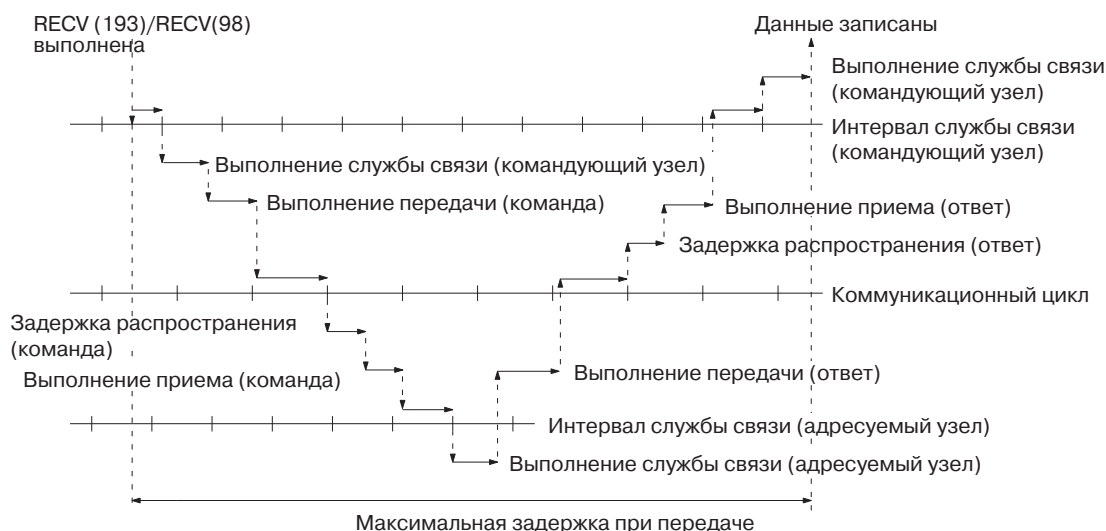 RECV (193)/RECV(98)
выполнена
Данные записаны
Выполнение службы связи
(командующий узел)
Интервал службы связи
(командующий узел)
Выполнение службы связи (командующий узел)
Выполнение передачи (команда)
Выполнение приема (ответ)
Задержка распространения (ответ)
Коммуникационный цикл
Задержка распространения
(команда)
Выполнение приема (команда)
Выполнение передачи (ответ)
Интервал службы связи (адресуемый узел)
Выполнение службы связи (адресуемый узел)
Максимальная задержка при передаче